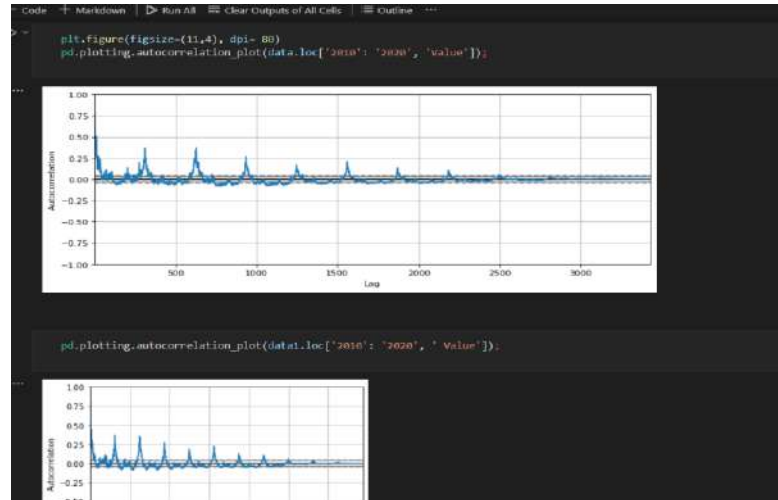 Code + Markdown | Run All Clear Outputs of All Cells | Outline ...
plt.figure(figsize=(11,4), dpi= 80)
pd.plotting.autocorrelation_plot(data.loc['2010': '2020', 'Value']);
...
1.00
0.75
0.50
0.25
0.00
-0.25
-0.50
-0.75
-1.00
Autocorrelation
500 1000 1500 2000 2500 3000
Lag
pd.plotting.autocorrelation_plot(data1.loc['2010': '2020', ' Value']);
...
1.00
0.75
0.50
0.25
0.00
-0.25
Autocorrelation